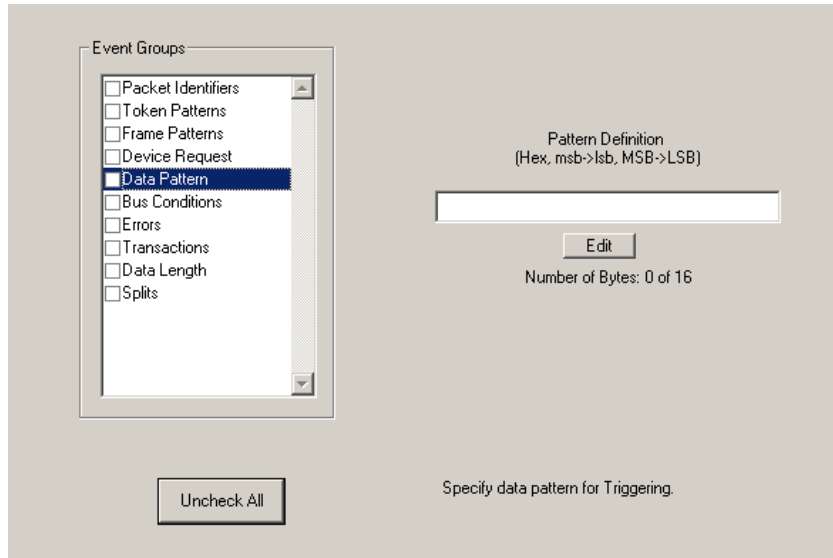 Event Groups
Packet Identifiers
Token Patterns
Frame Patterns
Device Request
Data Pattern
Bus Conditions
Errors
Transactions
Data Length
Splits
Uncheck All
Pattern Definition
(Hex, msb->lsb, MSB->LSB)
Edit
Number of Bytes: 0 of 16
Specify data pattern for Triggering.